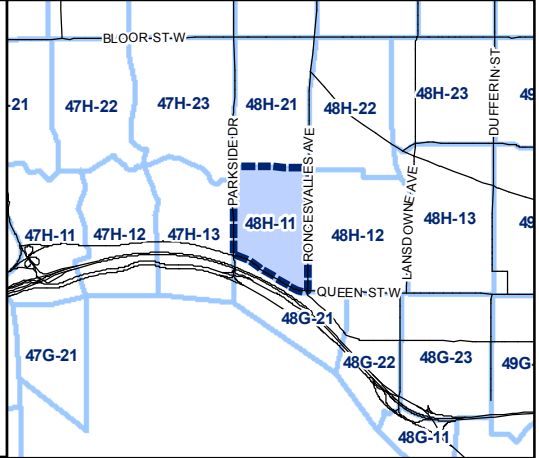 BLOOR ST W
DUFFERIN ST
-21
47H-22
47H-23
48H-21
48H-22
48H-23
49
PARKSIDE DR
RONCESVALLES AVE
LANSDOWNE AVE
47H-11
47H-12
47H-13
48H-11
48H-12
48H-13
49
QUEEN ST W
48G-21
47G-21
48G-22
48G-23
49G-
48G-11